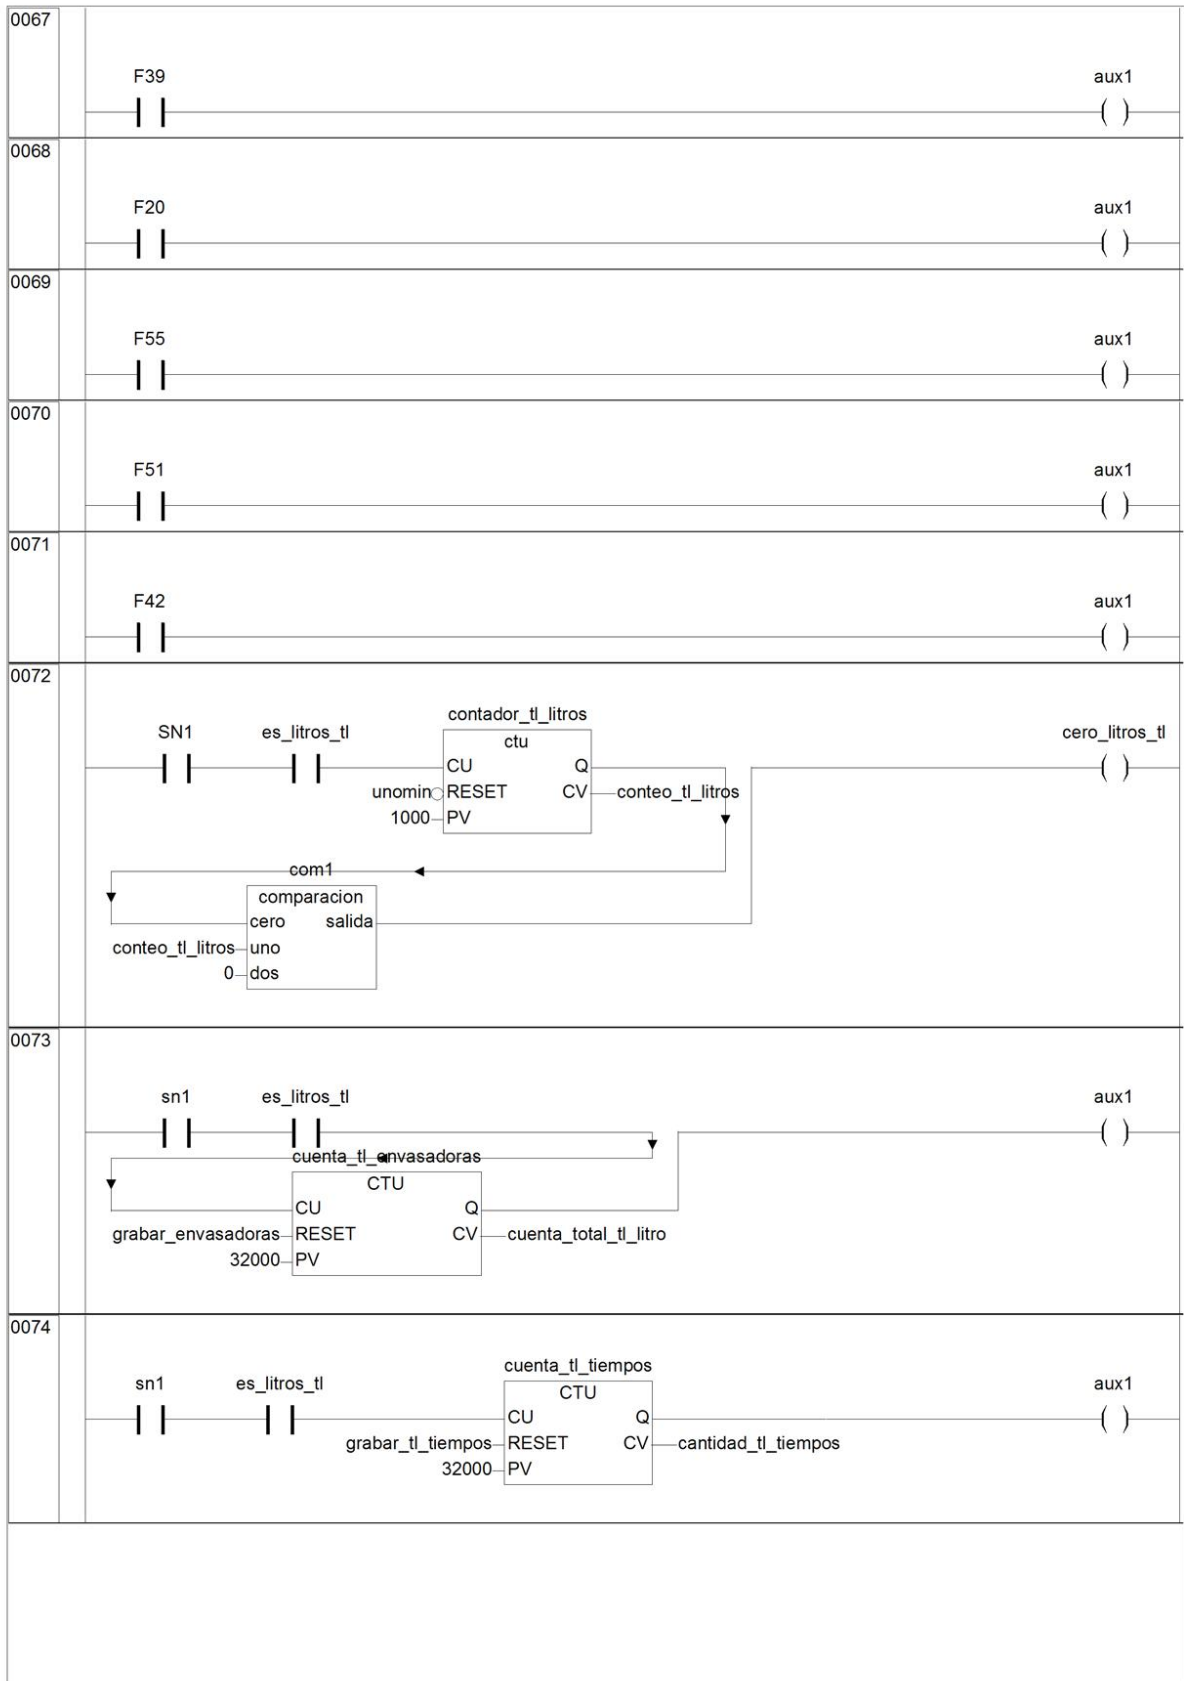 0067
F39 aux1
0068
F20 aux1
0069
F55 aux1
0070
F51 aux1
0071
F42 aux1
0072
contador_tl_litros
SN1 es_litros_tl ctu cero_litros_tl
CU Q
unomin RESET CV conteo_tl_litros
1000 PV
com1
comparacion
cero salida
conteo_tl_litros uno
0 dos
0073
sn1 es_litros_tl aux1
cuenta_tl_envasadoras
CTU
CU Q
grabar_envasadoras RESET CV cuenta_total_tl_litro
32000 PV
0074
cuenta_tl_tiempos
sn1 es_litros_tl CTU aux1
CU Q
grabar_tl_tiempos RESET CV cantidad_tl_tiempos
32000 PV